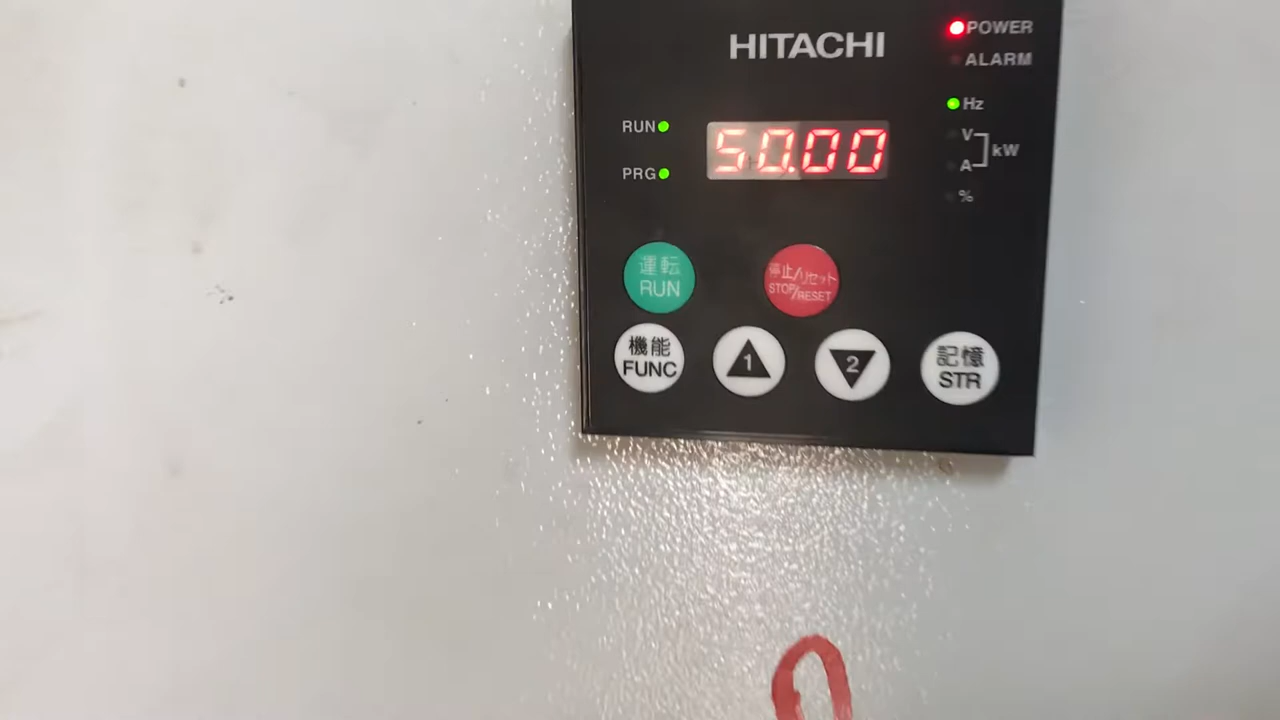 HITACHI
POWER
ALARM
Hz
V
A
kW
%
RUN
PRG
50.00
運転
RUN
停止/リセット
STOP/RESET
機能
FUNC
1
2
記憶
STR